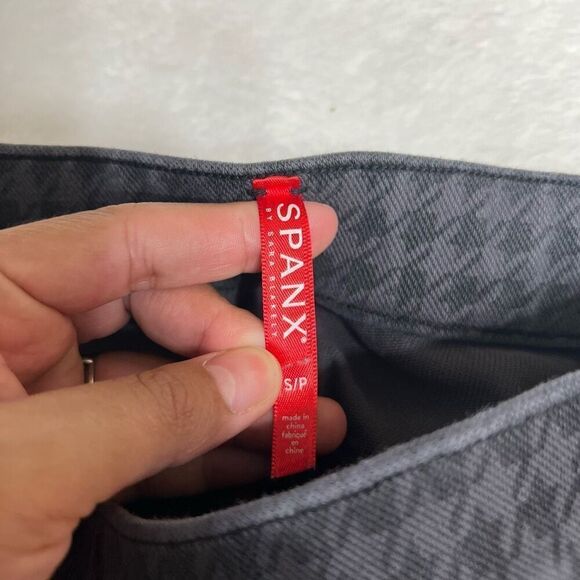 SPANX®
BY SARA BLAKELY
S/P
made in
china
fabriqué
en
chine